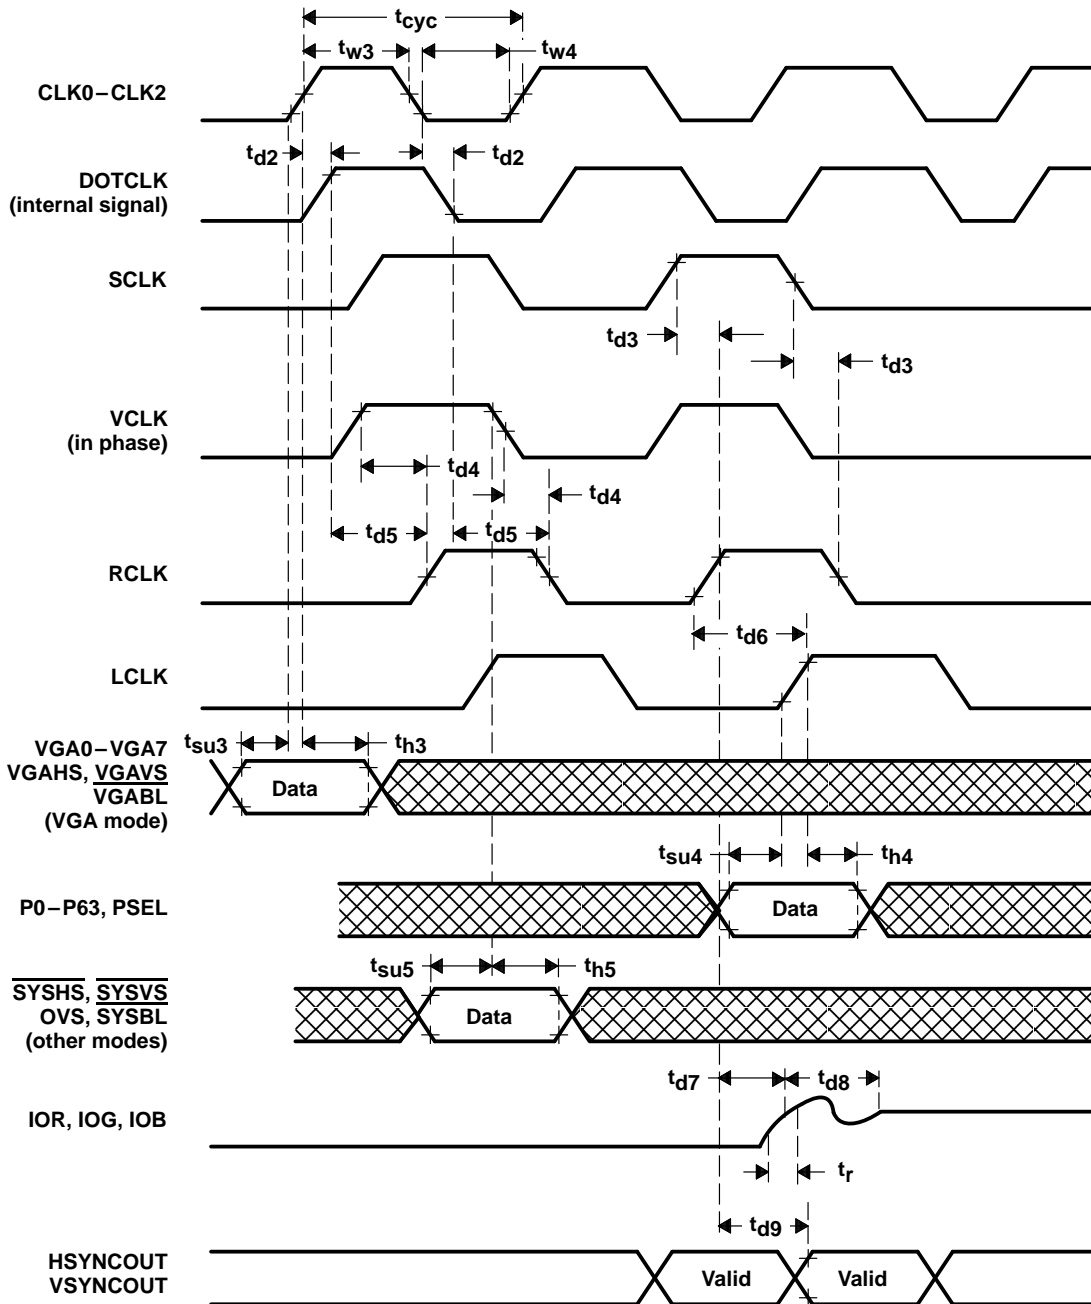 tcyc
tw3
tw4
CLK0–CLK2
td2
td2
DOTCLK
(internal signal)
SCLK
td3
td3
VCLK
(in phase)
td4
td4
td5
td5
RCLK
td6
LCLK
tsu3
th3
VGA0–VGA7
VGAHS, VGAVS
VGABL
(VGA mode)
Data
tsu4
th4
P0–P63, PSEL
Data
tsu5
th5
SYSHS, SYSVS
OVS, SYSBL
(other modes)
Data
td7
td8
IOR, IOG, IOB
tr
td9
HSYNCOUT
VSYNCOUT
Valid
Valid